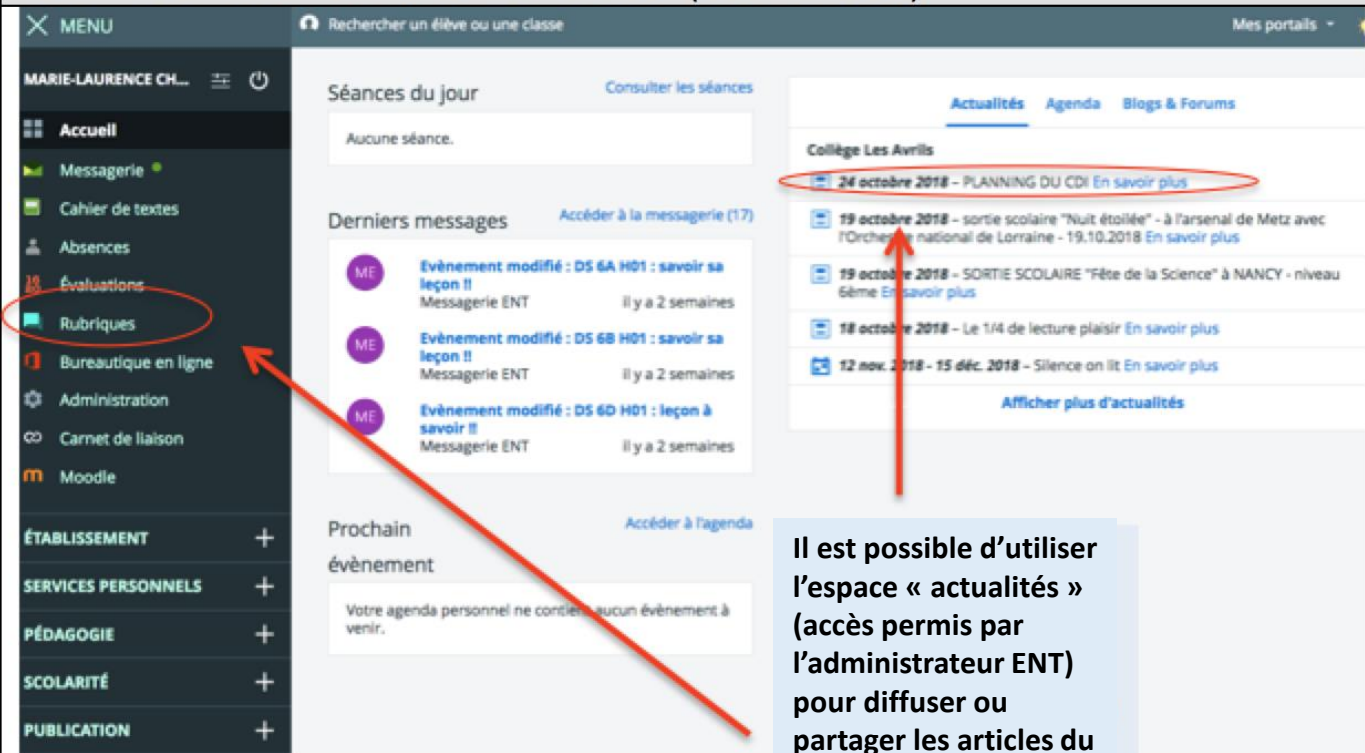 MENU
Rechercher un élève ou une classe
Mes portails
MARIE-LAURENCE CH...
Accueil
Messagerie
Cahier de textes
Absences
Évaluations
Rubriques
Bureautique en ligne
Administration
Carnet de liaison
Moodle
ÉTABLISSEMENT
SERVICES PERSONNELS
PÉDAGOGIE
SCOLARITÉ
PUBLICATION
Séances du jour
Consulter les séances
Aucune séance.
Derniers messages
Accéder à la messagerie (17)
ME
Evènement modifié : DS 6A H01 : savoir sa
leçon !!
Messagerie ENT il y a 2 semaines
ME
Evènement modifié : DS 6B H01 : savoir sa
leçon !!
Messagerie ENT il y a 2 semaines
ME
Evènement modifié : DS 6D H01 : leçon à
savoir !!
Messagerie ENT il y a 2 semaines
Prochain
évènement
Accéder à l'agenda
Votre agenda personnel ne contient aucun évènement à
venir.
Actualités Agenda Blogs & Forums
Collège Les Avrils
24 octobre 2018 – PLANNING DU CDI En savoir plus
19 octobre 2018 – sortie scolaire "Nuit étoilée" - à l'arsenal de Metz avec
l'Orchestre national de Lorraine - 19.10.2018 En savoir plus
19 octobre 2018 – SORTIE SCOLAIRE "Fête de la Science" à NANCY - niveau
6ème En savoir plus
18 octobre 2018 – Le 1/4 de lecture plaisir En savoir plus
12 nov. 2018 - 15 déc. 2018 – Silence on lit En savoir plus
Afficher plus d'actualités
Il est possible d’utiliser
l’espace « actualités »
(accès permis par
l’administrateur ENT)
pour diffuser ou
partager les articles du